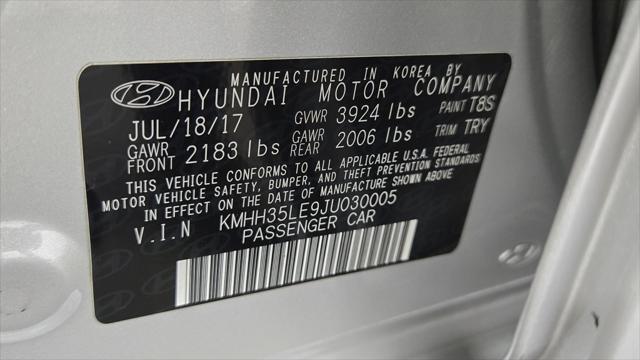 MANUFACTURED IN KOREA BY
HYUNDAI MOTOR COMPANY
JUL/18/17 GVWR 3924 lbs PAINT T8S
GAWR FRONT 2183 lbs GAWR REAR 2006 lbs TRIM TRY
THIS VEHICLE CONFORMS TO ALL APPLICABLE U.S.A. FEDERAL
MOTOR VEHICLE SAFETY, BUMPER, AND THEFT PREVENTION STANDARDS
IN EFFECT ON THE DATE OF MANUFACTURE SHOWN ABOVE.
V.I.N KMHH35LE9JU030005
PASSENGER CAR